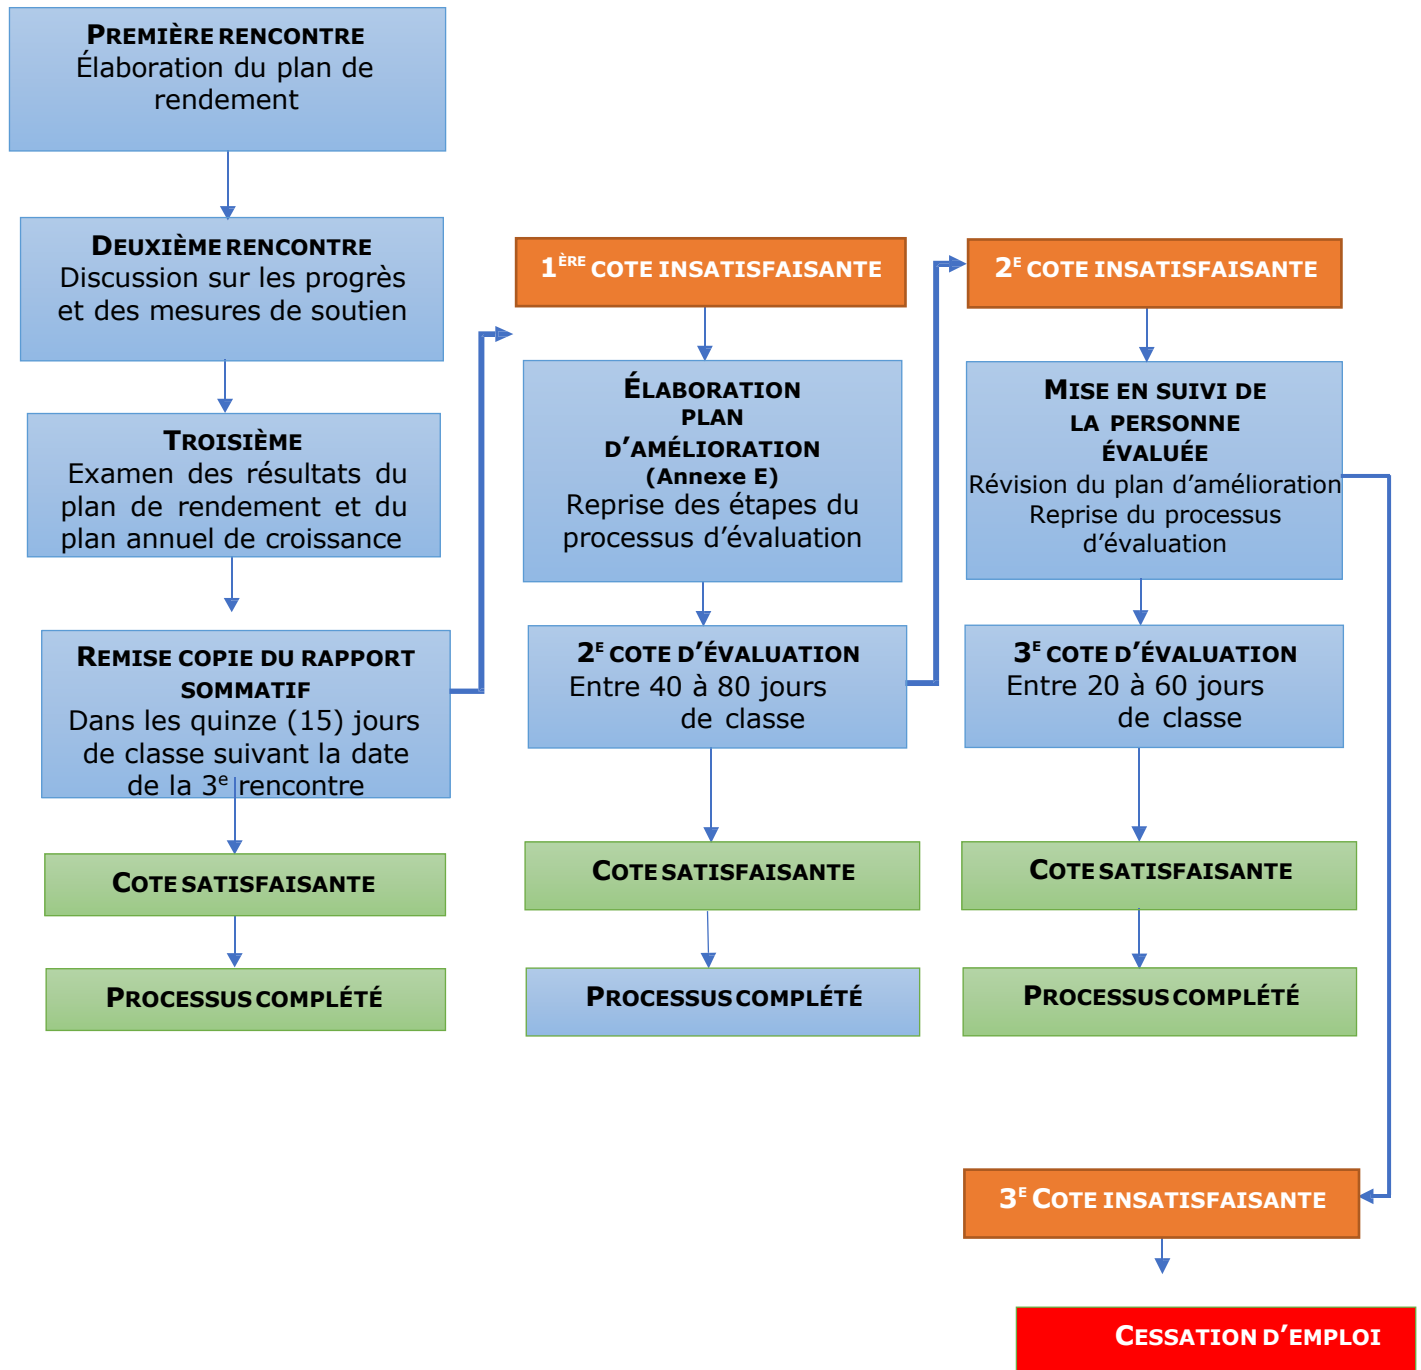 PREMIÈRE RENCONTRE
Élaboration du plan de
rendement
DEUXIÈME RENCONTRE
Discussion sur les progrès
et des mesures de soutien
TROISIÈME
Examen des résultats du
plan de rendement et du
plan annuel de croissance
REMISE COPIE DU RAPPORT
SOMMATIF
Dans les quinze (15) jours
de classe suivant la date
de la 3e rencontre
COTE SATISFAISANTE
PROCESSUS COMPLÉTÉ
1ÈRE COTE INSATISFAISANTE
ÉLABORATION
PLAN
D’AMÉLIORATION
(Annexe E)
Reprise des étapes du
processus d’évaluation
2E COTE D’ÉVALUATION
Entre 40 à 80 jours
de classe
COTE SATISFAISANTE
PROCESSUS COMPLÉTÉ
2E COTE INSATISFAISANTE
MISE EN SUIVI DE
LA PERSONNE
ÉVALUÉE
Révision du plan d’amélioration
Reprise du processus
d’évaluation
3E COTE D’ÉVALUATION
Entre 20 à 60 jours
de classe
COTE SATISFAISANTE
PROCESSUS COMPLÉTÉ
3E COTE INSATISFAISANTE
CESSATION D’EMPLOI